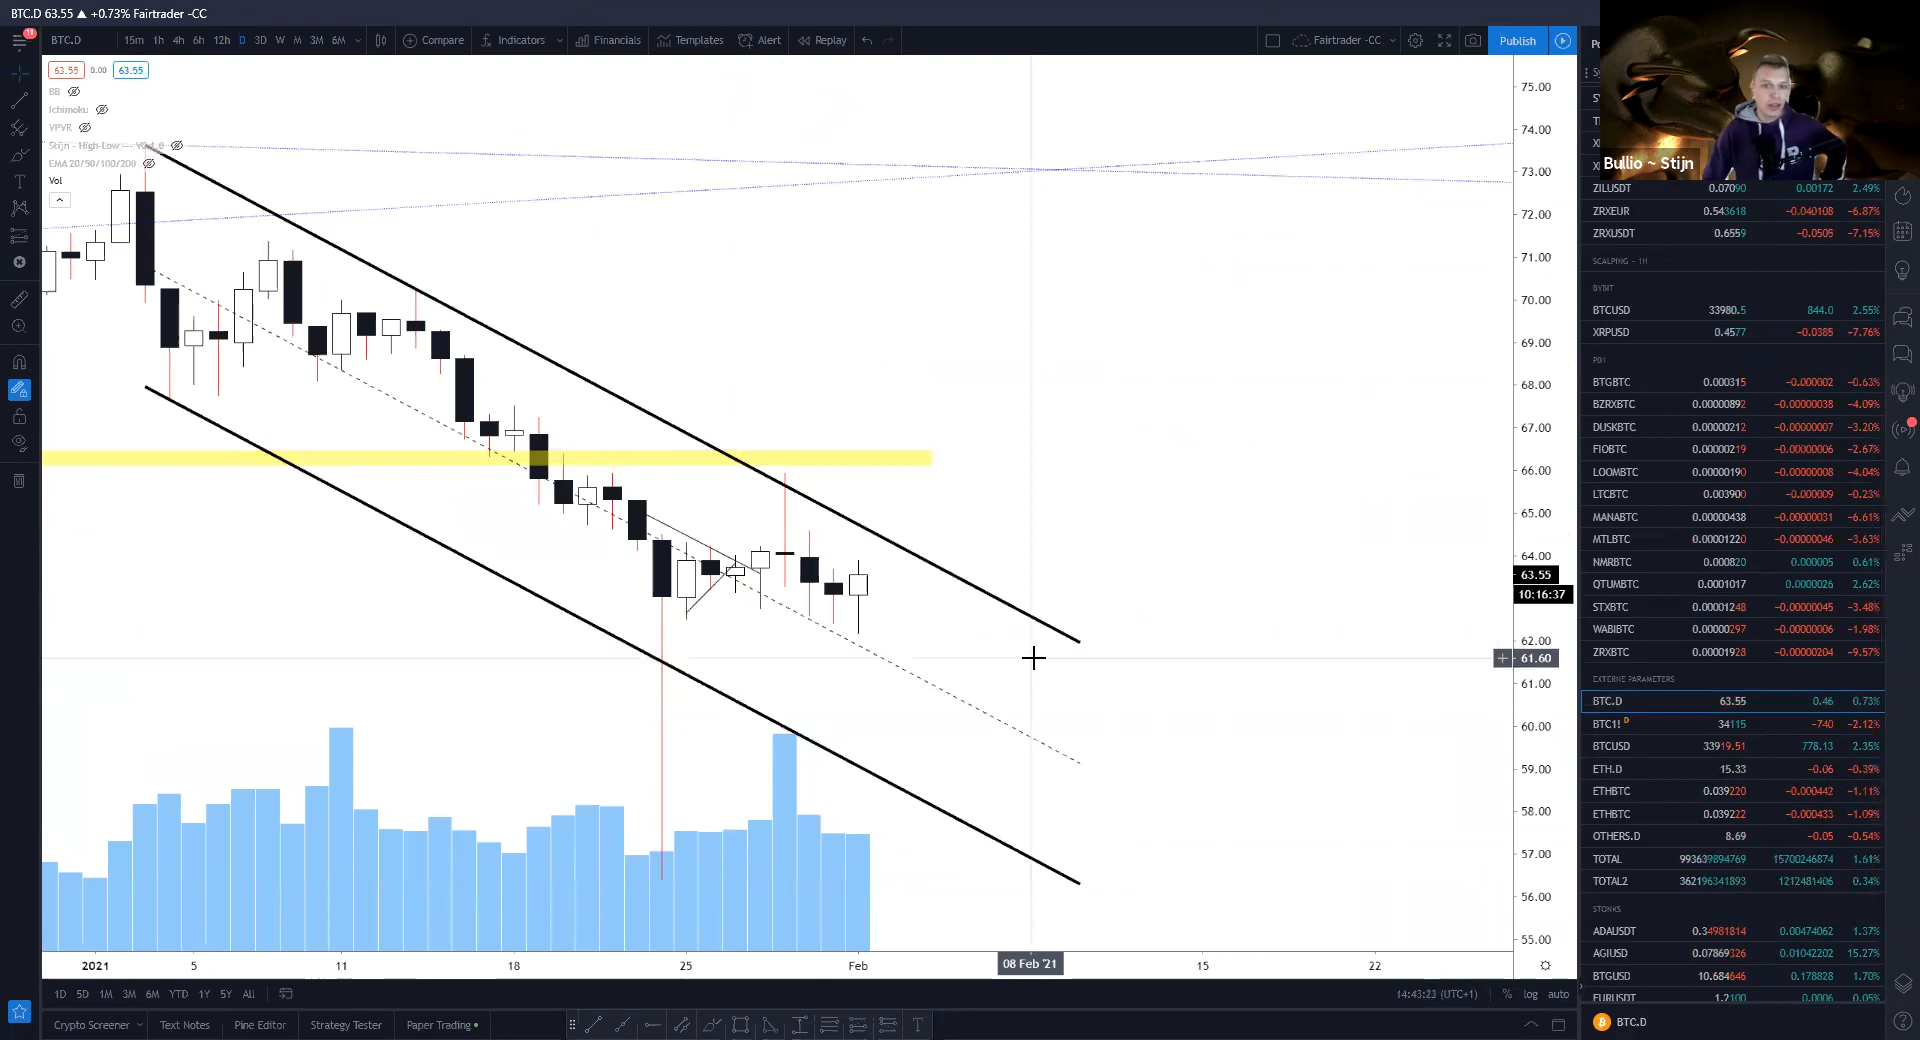 BTC.D 63.55 ▲ +0.73% Fairtrader -CC
11
BTC.D 15m 1h 4h 6h 12h D 3D W M 3M 6M Compare Indicators Financials Templates Alert Replay Fairtrader -CC Publish
63.55 0.00 63.55
BB
Ichimoku
VPVR
EMA 20/50/100/200
Vol
75.00
74.00
73.00
72.00
71.00
70.00
69.00
68.00
67.00
66.00
65.00
64.00
63.55
10:16:37
62.00
61.60
61.00
60.00
59.00
58.00
57.00
56.00
55.00
2021 5 11 18 25 Feb 08 Feb '21 15 22
1D 5D 1M 3M 6M YTD 1Y 5Y All
(UTC+1) % log auto
Crypto Screener Text Notes Pine Editor Strategy Tester Paper Trading
Bullio ~ Stijn
ZILUSDT 0.07090 0.00172 2.49%
ZRXEUR 0.543618 -0.040108 -6.87%
ZRXUSDT 0.6559 -0.0505 -7.15%
SCALPING - 1H
BYBIT
BTCUSD 33980.5 844.0 2.55%
XRPUSD 0.4577 -0.0385 -7.76%
P01
BTGBTC 0.000315 -0.000002 -0.63%
BZRXBTC 0.00000892 -0.00000038 -4.09%
DUSKBTC 0.00000212 -0.00000007 -3.20%
FIOBTC 0.00000219 -0.00000006 -2.67%
LOOMBTC 0.00000190 -0.00000008 -4.04%
LTCBTC 0.003900 -0.000009 -0.23%
MANABTC 0.00000438 -0.00000031 -6.61%
MTLBTC 0.00001220 -0.00000046 -3.63%
NMRBTC 0.000820 0.000005 0.61%
QTUMBTC 0.0001017 0.0000026 2.62%
STXBTC 0.00001248 -0.00000045 -3.48%
WABIBTC 0.00000297 -0.00000006 -1.98%
ZRXBTC 0.00001928 -0.00000204 -9.57%
EXTERNE PARAMETERS
BTC.D 63.55 0.46 0.73%
BTC1! D 34115 -740 -2.12%
BTCUSD 33919.51 778.13 2.35%
ETH.D 15.33 -0.06 -0.39%
ETHBTC 0.039220 -0.000442 -1.11%
ETHBTC 0.039222 -0.000433 -1.09%
OTHERS.D 8.69 -0.05 -0.54%
TOTAL 993639894769 15700246874 1.61%
TOTAL2 362196341893 1212481406 0.34%
STONKS
ADAUSDT 0.34981814 0.00474062 1.37%
AGIUSD 0.07869326 0.01042202 15.27%
BTGUSD 10.684646 0.178828 1.70%
EURUSDT 1.2100 0.0006 0.05%
BTC.D